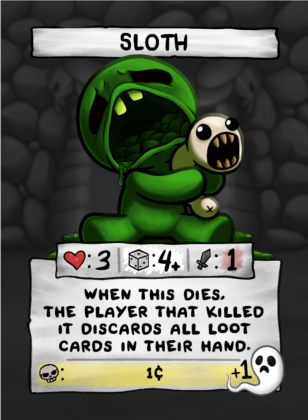 SLOTH
:3 :4+ :1
WHEN THIS DIES,
THE PLAYER THAT KILLED
IT DISCARDS ALL LOOT
CARDS IN THEIR HAND.
: 1¢ +1